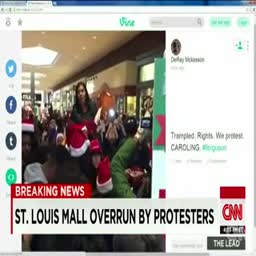 Vine
DeRay Mckesson
Trampled. Rights. We protest.
CAROLING. #ferguson
BREAKING NEWS
ST. LOUIS MALL OVERRUN BY PROTESTERS
CNN
THE LEAD